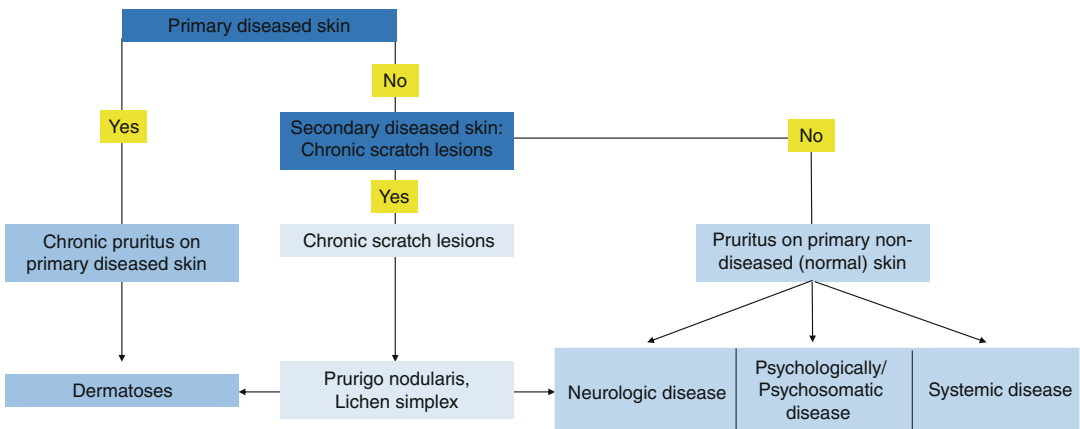 Primary diseased skin
No
Yes
Secondary diseased skin:
Chronic scratch lesions
No
Yes
Chronic pruritus on
primary diseased skin
Chronic scratch lesions
Pruritus on primary non-
diseased (normal) skin
Dermatoses
Prurigo nodularis,
Lichen simplex
Neurologic disease
Psychologically/
Psychosomatic
disease
Systemic disease